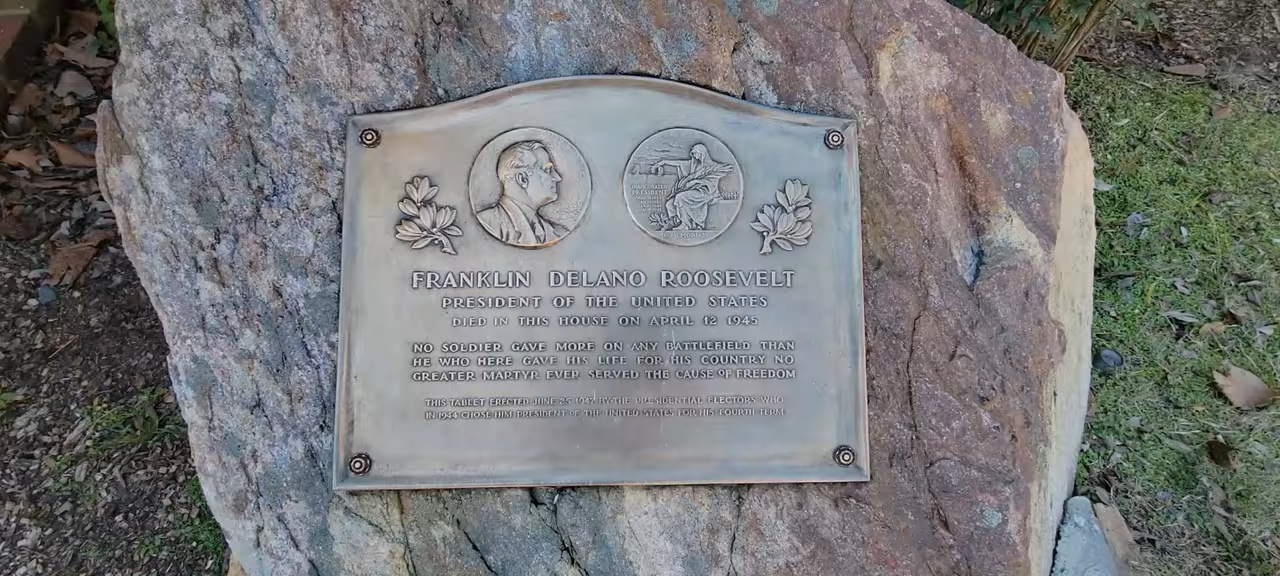 FRANKLIN DELANO ROOSEVELT
PRESIDENT OF THE UNITED STATES
DIED IN THIS HOUSE ON APRIL 12 1945
NO SOLDIER GAVE MORE ON ANY BATTLEFIELD THAN
HE WHO HERE GAVE HIS LIFE FOR HIS COUNTRY NO
GREATER MARTYR EVER SERVED THE CAUSE OF FREEDOM
THIS TABLET ERECTED JUNE 25 BY THE PRESIDENTIAL ELECTORS WHO
IN 1944 CHOSE HIM PRESIDENT OF THE UNITED STATES FOR HIS FOURTH TERM